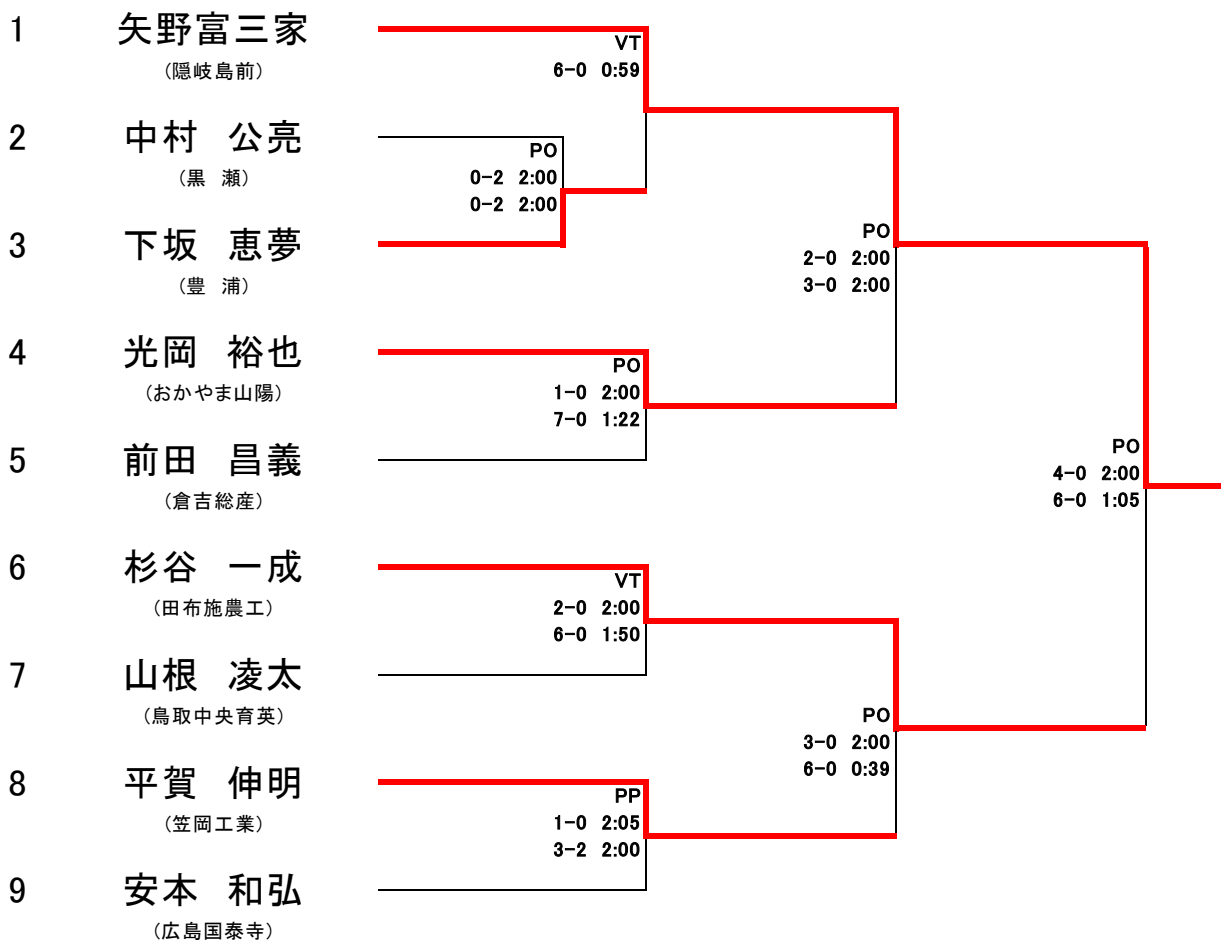 1 矢野富三家
(隠岐島前)
VT
6-0 0:59
2 中村 公亮
(黒 瀬)
PO
0-2 2:00
0-2 2:00
3 下坂 恵夢
(豊 浦)
PO
2-0 2:00
3-0 2:00
4 光岡 裕也
(おかやま山陽)
PO
1-0 2:00
7-0 1:22
5 前田 昌義
(倉吉総産)
PO
4-0 2:00
6-0 1:05
6 杉谷 一成
(田布施農工)
VT
2-0 2:00
6-0 1:50
7 山根 凌太
(鳥取中央育英)
PO
3-0 2:00
6-0 0:39
8 平賀 伸明
(笠岡工業)
PP
1-0 2:05
3-2 2:00
9 安本 和弘
(広島国泰寺)